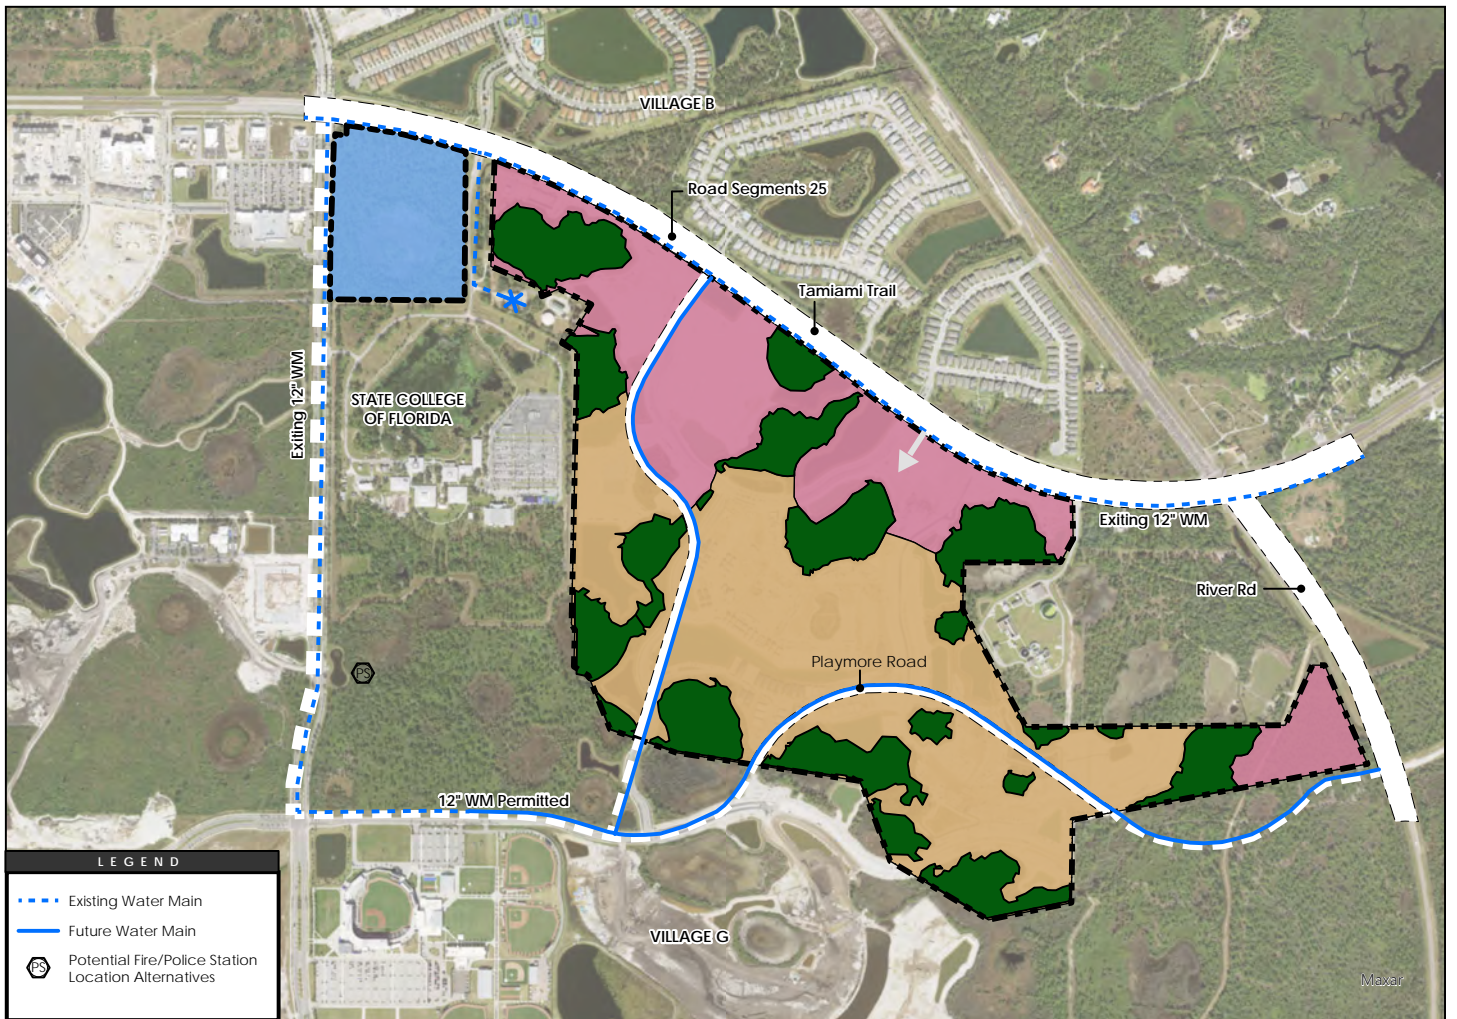 VILLAGE B
Road Segments 25
Tamiami Trail
Exiting 12" WM
STATE COLLEGE
OF FLORIDA
Exiting 12" WM
River Rd
Playmore Road
PS
12" WM Permitted
VILLAGE G
Maxar
LEGEND
Existing Water Main
Future Water Main
PS
Potential Fire/Police Station
Location Alternatives